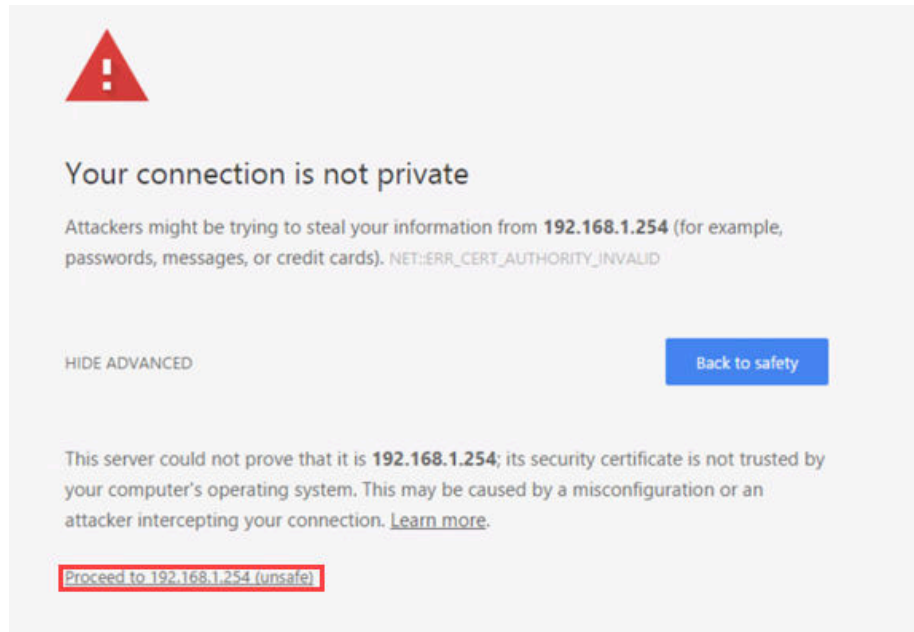 Your connection is not private
Attackers might be trying to steal your information from 192.168.1.254 (for example,
passwords, messages, or credit cards). NET::ERR_CERT_AUTHORITY_INVALID
HIDE ADVANCED
Back to safety
This server could not prove that it is 192.168.1.254; its security certificate is not trusted by
your computer's operating system. This may be caused by a misconfiguration or an
attacker intercepting your connection. Learn more.
Proceed to 192.168.1.254 (unsafe)